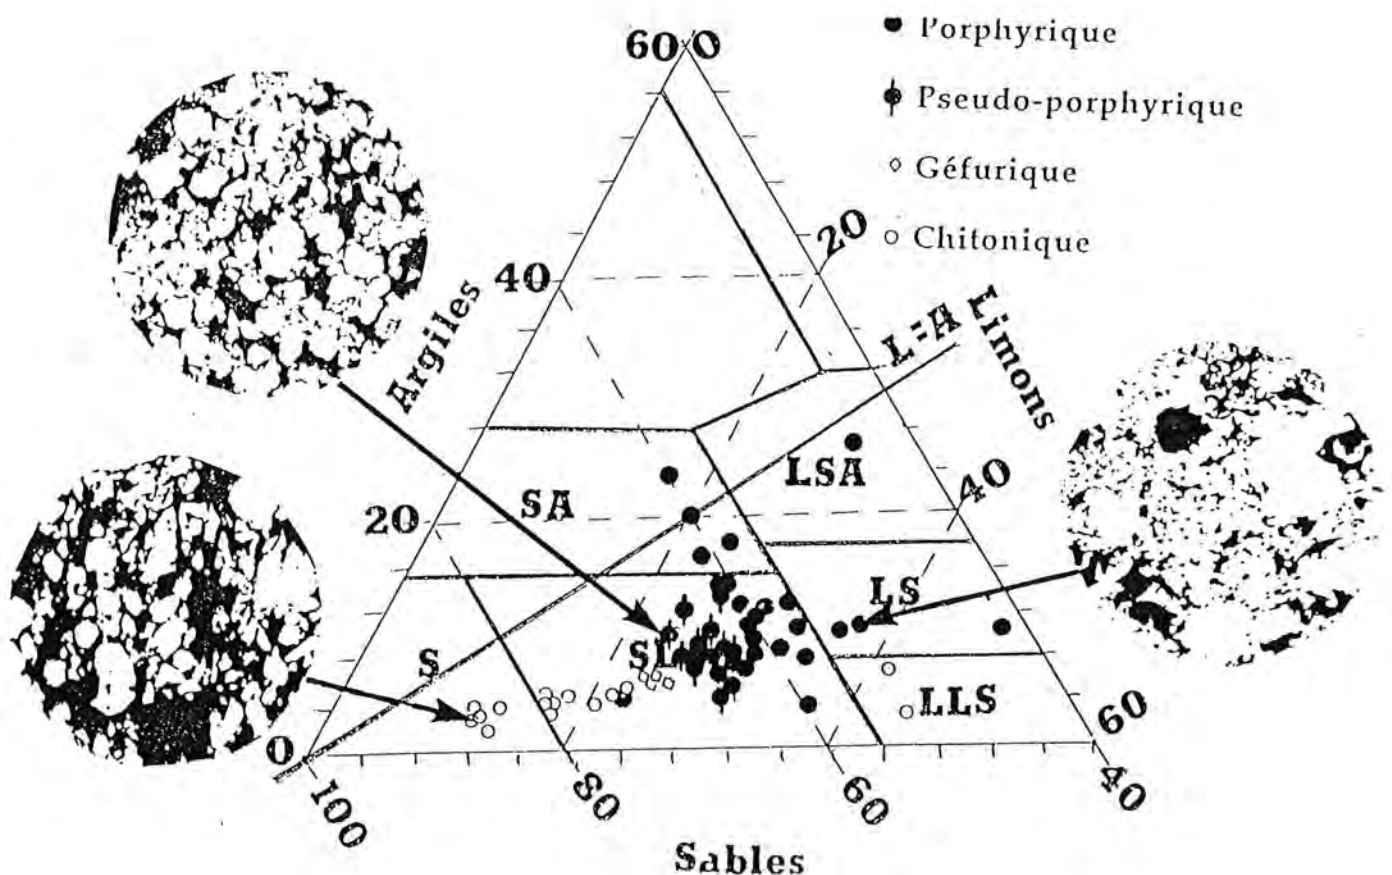 Porphyrique
Pseudo-porphyrique
Géfurique
Chitonique
60
0
20
40
Argiles
L=A
Limons
LSA
40
SA
20
LS
S
SL
LLS
60
0
100
80
60
40
Sables